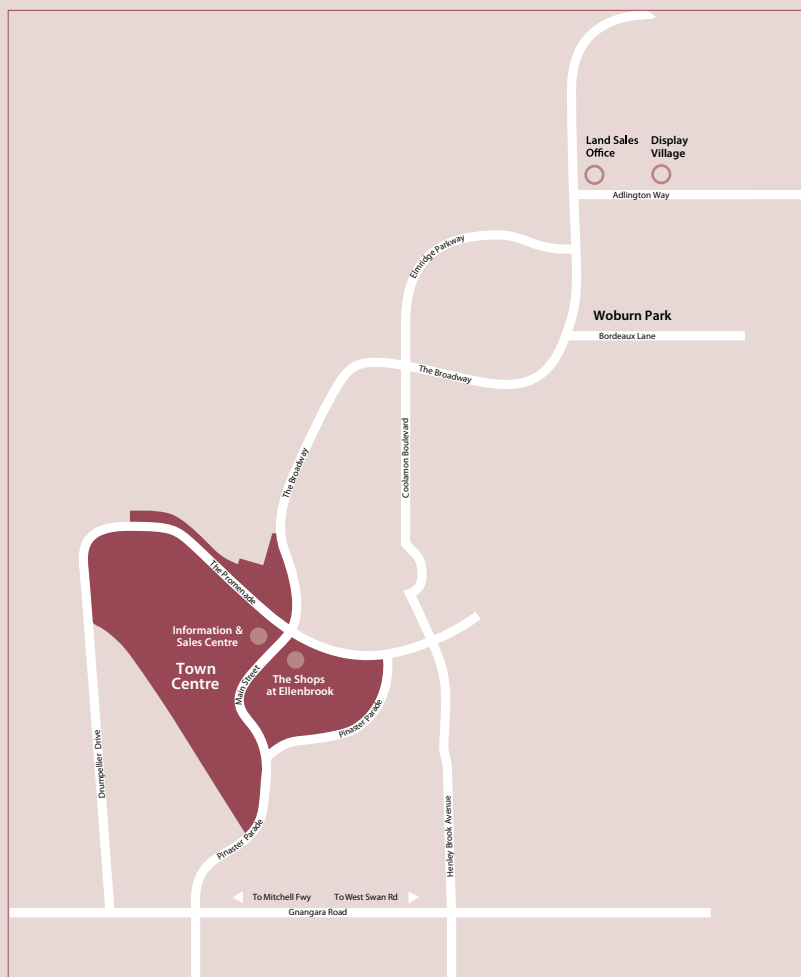 Land Sales
Office
Display
Village
Adlington Way
Elmridge Parkway
Woburn Park
Bordeaux Lane
The Broadway
Coolamon Boulevard
The Broadway
The Promenade
Information &
Sales Centre
Town
Centre
Main Street
The Shops
at Ellenbrook
Pinaster Parade
Drumpellier Drive
Henley Brook Avenue
Pinaster Parade
To Mitchell Fwy
To West Swan Rd
Gnangara Road